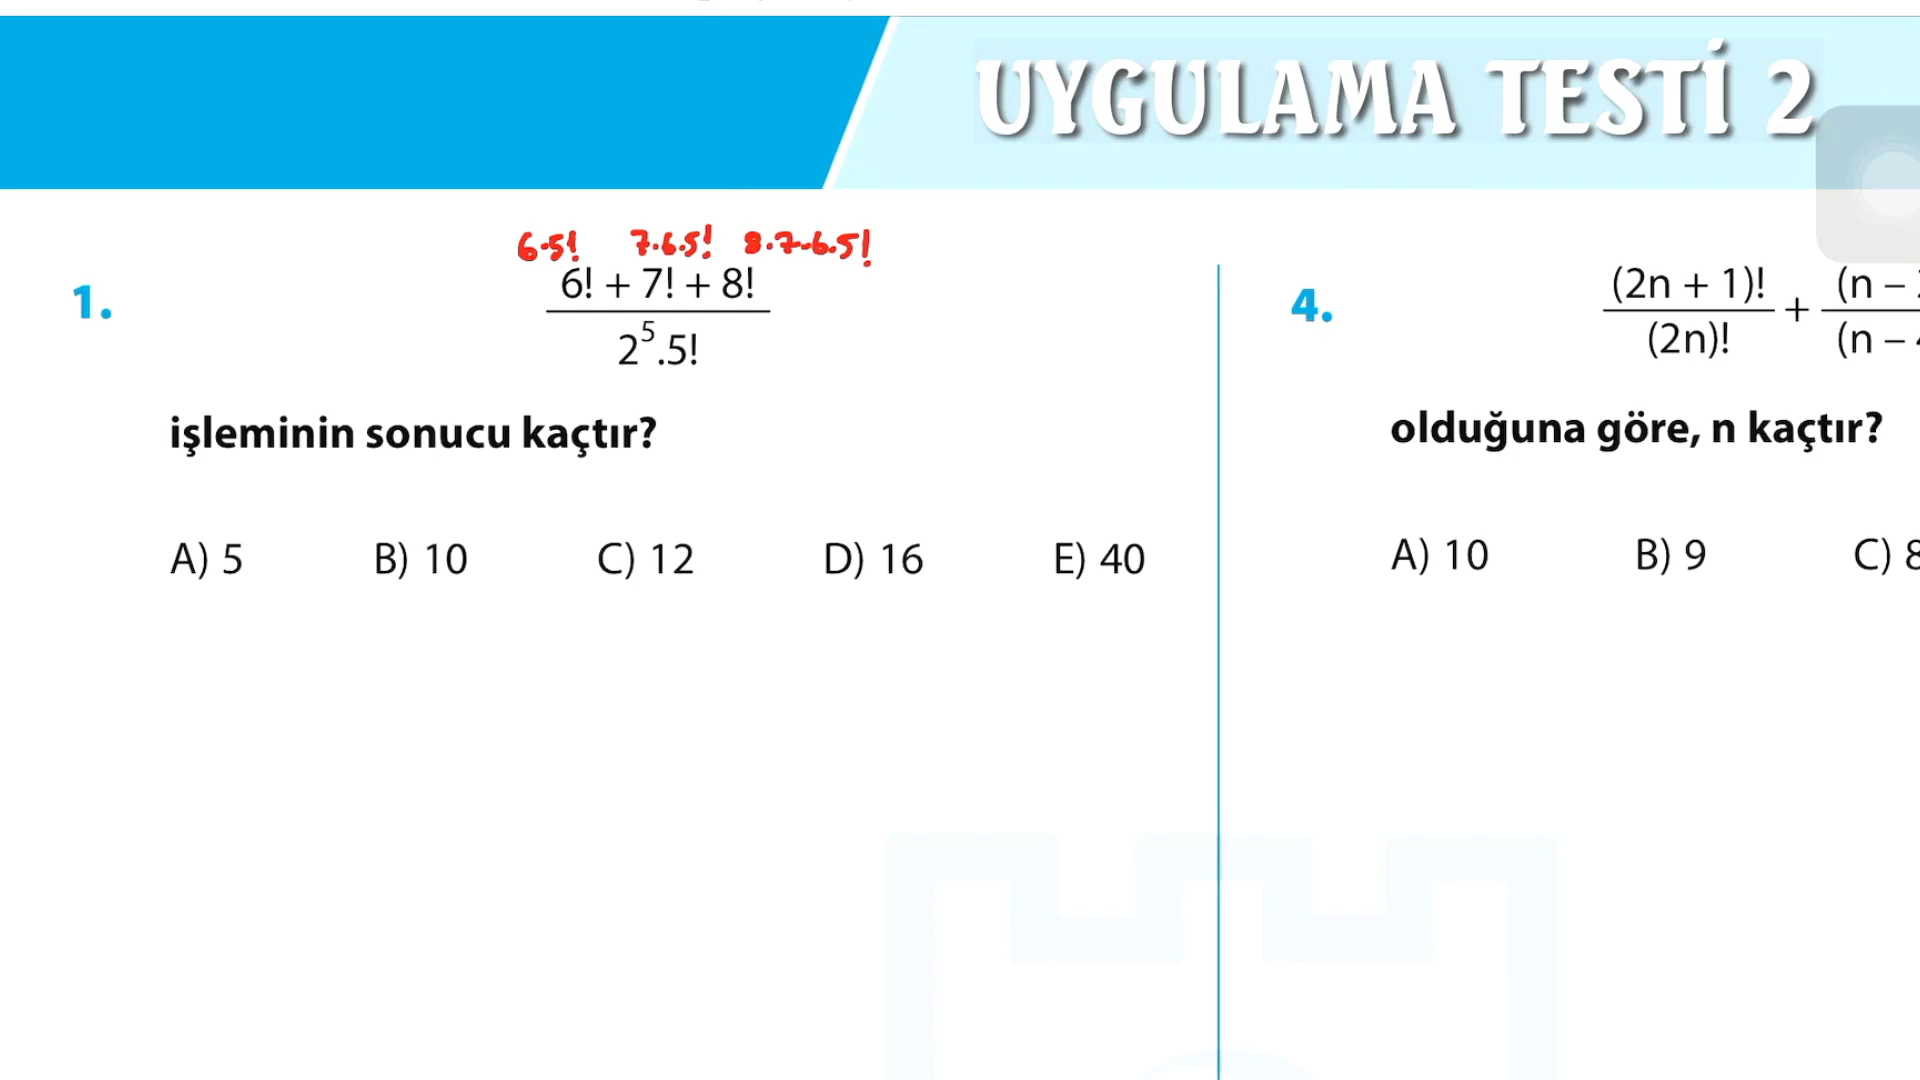 UYGULAMA TESTİ 2
6·5! 7·6·5! 8·7·6·5!
1.
6! + 7! + 8!
2⁵.5!
işleminin sonucu kaçtır?
A) 5 B) 10 C) 12 D) 16 E) 40
4.
(2n + 1)! + (n –
(2n)! (n –
olduğuna göre, n kaçtır?
A) 10 B) 9 C) 8